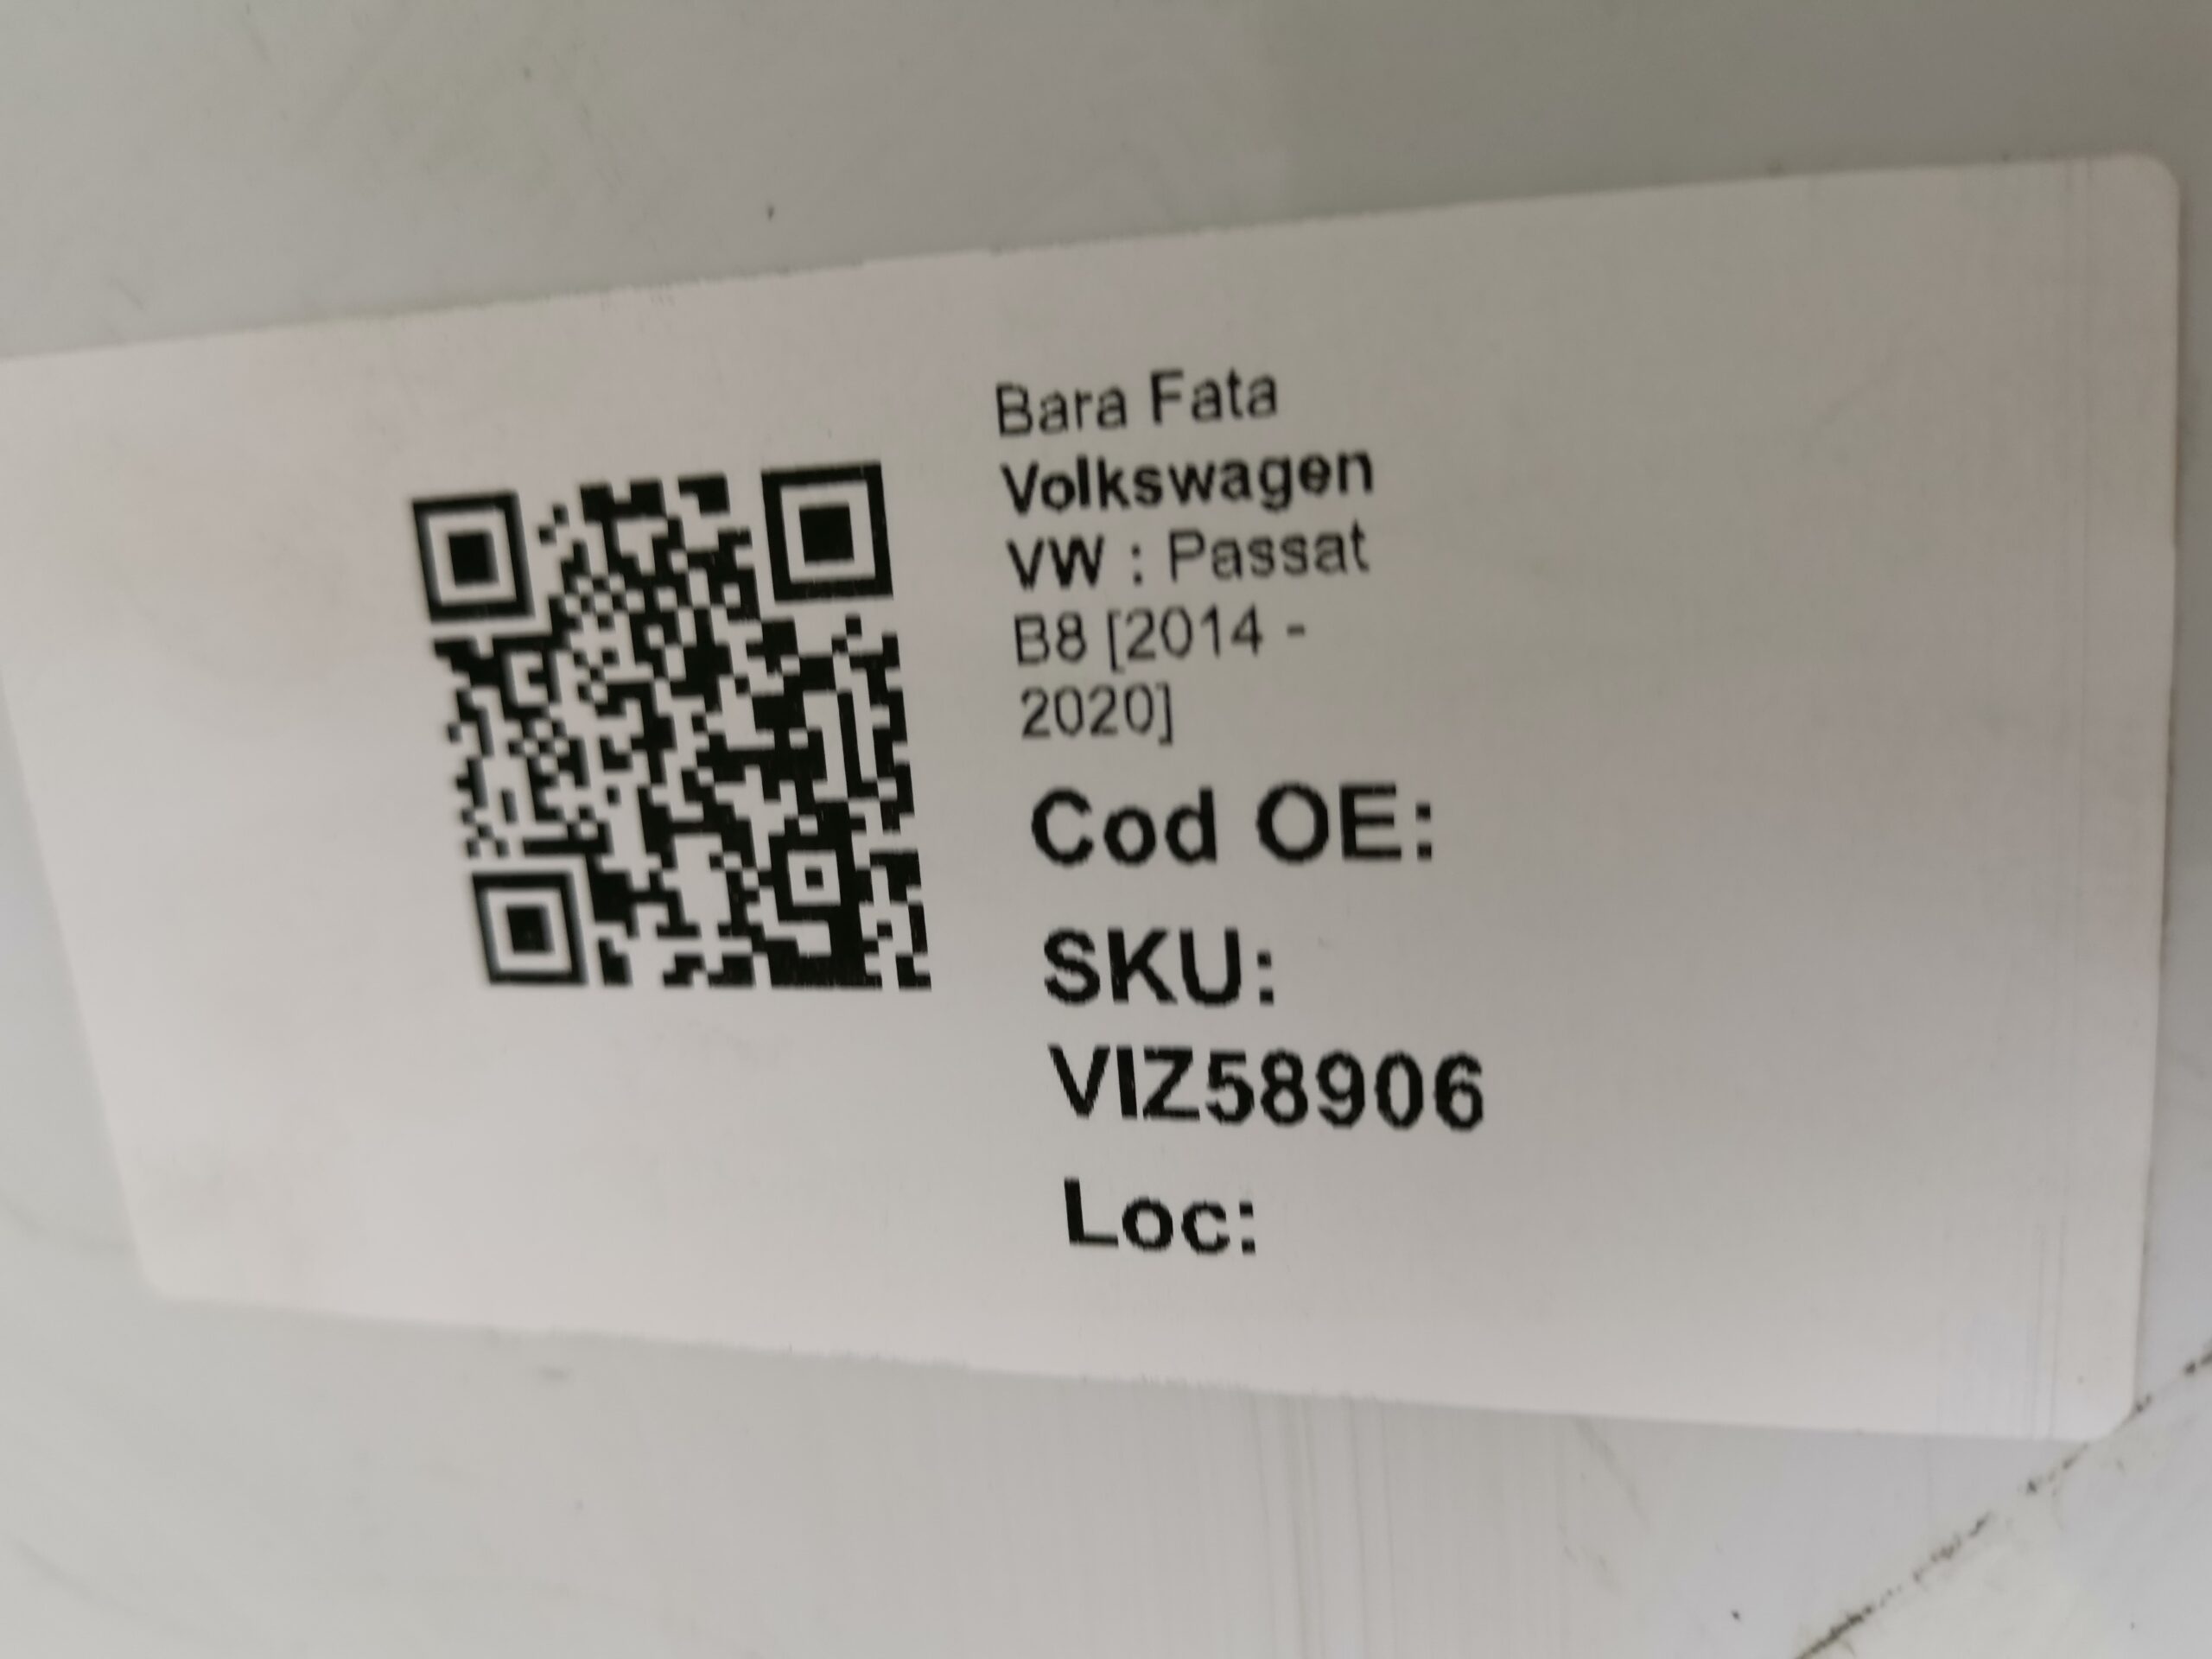 Bara Fata
Volkswagen
VW : Passat
B8 [2014 -
2020]
Cod OE:
SKU:
VIZ58906
Loc: